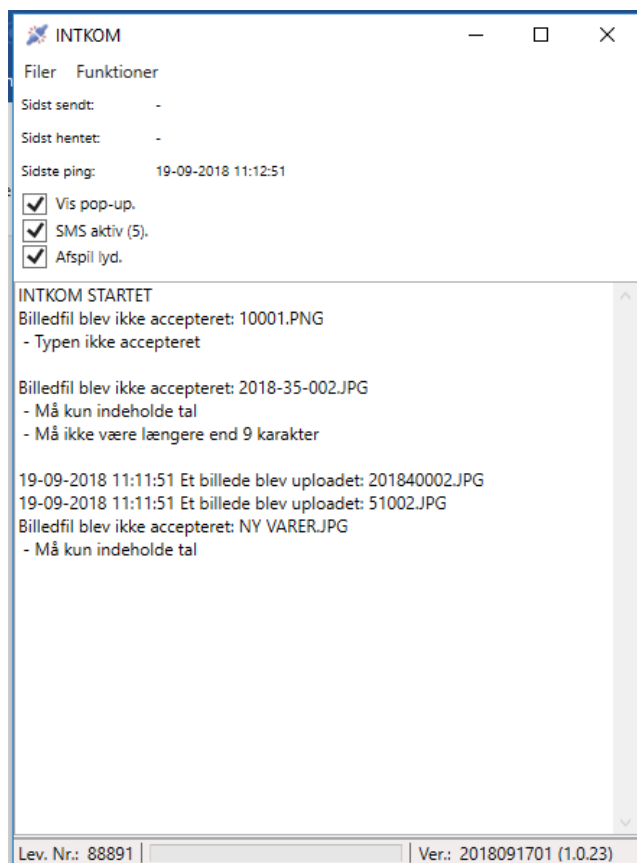 INTKOM
Filer Funktioner
Sidst sendt: -
Sidst hentet: -
Sidste ping: 19-09-2018 11:12:51
Vis pop-up.
SMS aktiv (5).
Afspil lyd.
INTKOM STARTET
Billedfil blev ikke accepteret: 10001.PNG
- Typen ikke accepteret
Billedfil blev ikke accepteret: 2018-35-002.JPG
- Må kun indeholde tal
- Må ikke være længere end 9 karakter
19-09-2018 11:11:51 Et billede blev uploadet: 201840002.JPG
19-09-2018 11:11:51 Et billede blev uploadet: 51002.JPG
Billedfil blev ikke accepteret: NY VARER.JPG
- Må kun indeholde tal
Lev. Nr.: 88891 Ver.: 2018091701 (1.0.23)